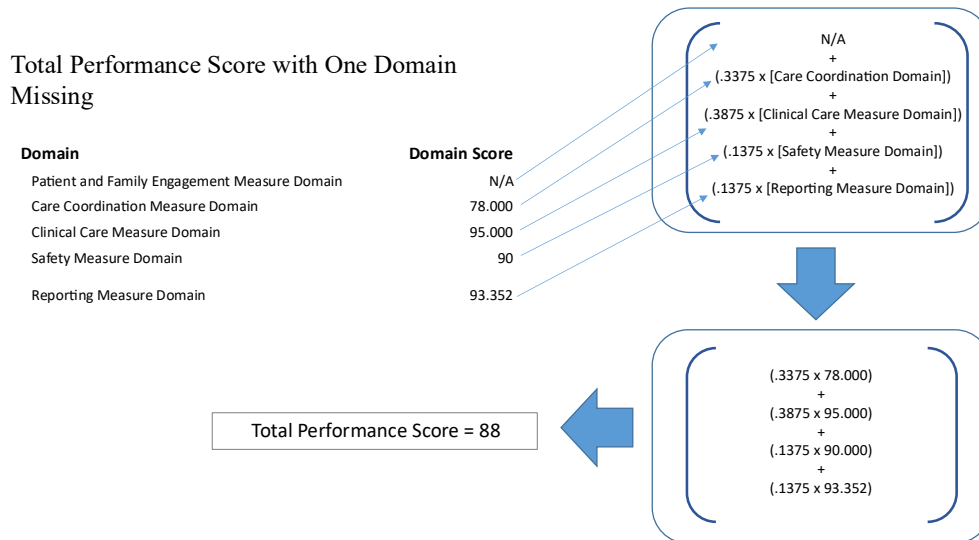 Total Performance Score with One Domain
Missing
Domain Domain Score
Patient and Family Engagement Measure Domain N/A
Care Coordination Measure Domain 78.000
Clinical Care Measure Domain 95.000
Safety Measure Domain 90
Reporting Measure Domain 93.352
N/A
+
(.3375 x [Care Coordination Domain])
+
(.3875 x [Clinical Care Measure Domain])
+
(.1375 x [Safety Measure Domain])
+
(.1375 x [Reporting Measure Domain])
(.3375 x 78.000)
+
(.3875 x 95.000)
+
(.1375 x 90.000)
+
(.1375 x 93.352)
Total Performance Score = 88